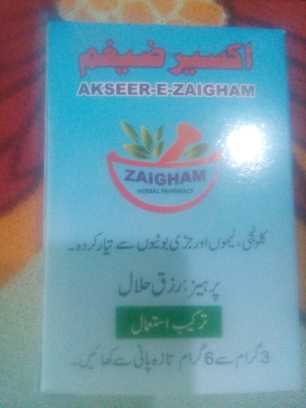 اکسیر ضیغم
AKSEER-E-ZAIGHAM
ZAIGHAM
HERBAL PHARMACY
کلونجی، لیموں اور جڑی بوٹیوں سے تیار کردہ۔
پرہیز: رزق حلال
ترکیب استعمال
3 گرام سے 6 گرام تازہ پانی سے کھائیں۔